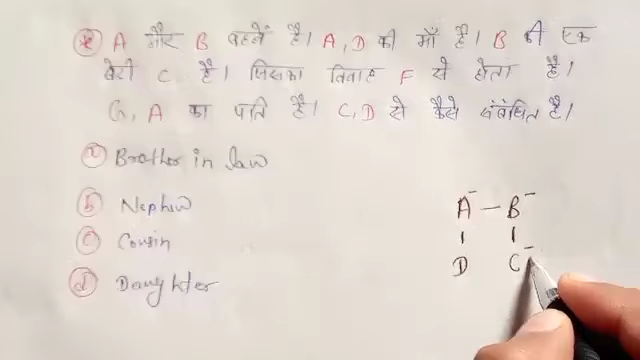 A और B बहनें है। A, D की माँ है। B की एक
बेटी C है। जिसका विवाह F से होता है।
G, A का पति है। C, D से कैसे संबंधित है।
(a) Brother in law
(b) Nephew
(c) Cousin
(d) Daughter
A⁻ — B⁻
D C⁻